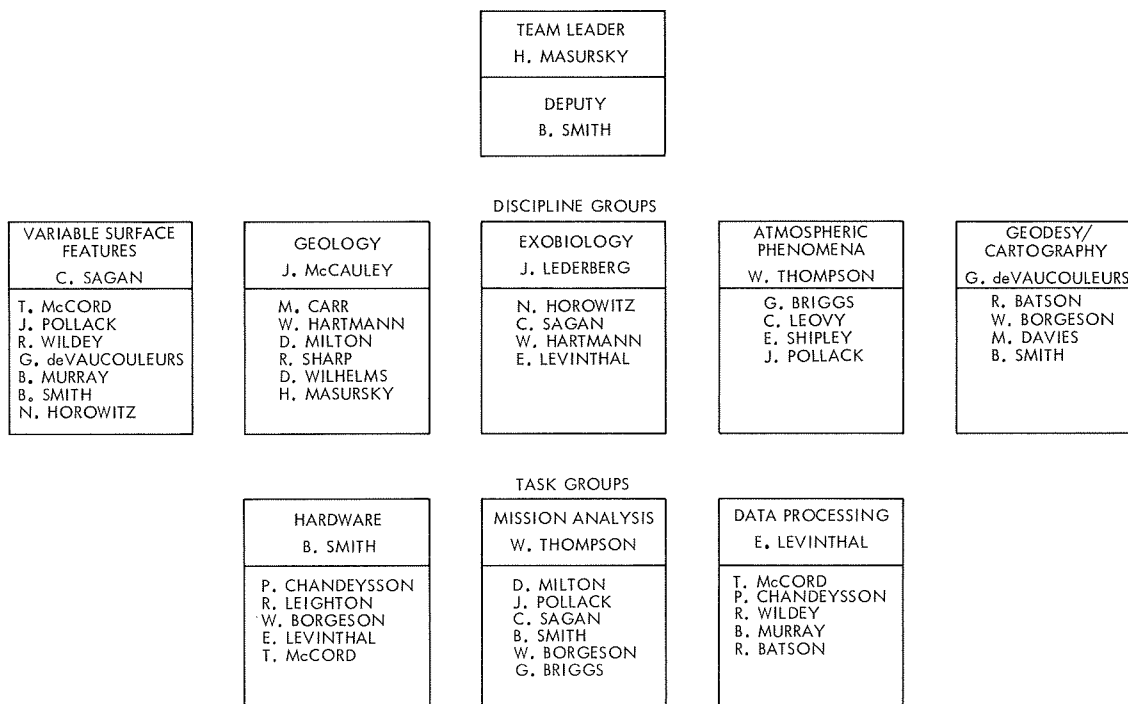 TEAM LEADER
H. MASURSKY
DEPUTY
B. SMITH
DISCIPLINE GROUPS
VARIABLE SURFACE
FEATURES
C. SAGAN
T. McCORD
J. POLLACK
R. WILDEY
G. deVAUCOULEURS
B. MURRAY
B. SMITH
N. HOROWITZ
GEOLOGY
J. McCAULEY
M. CARR
W. HARTMANN
D. MILTON
R. SHARP
D. WILHELMS
H. MASURSKY
EXOBIOLOGY
J. LEDERBERG
N. HOROWITZ
C. SAGAN
W. HARTMANN
E. LEVINTHAL
ATMOSPHERIC
PHENOMENA
W. THOMPSON
G. BRIGGS
C. LEOVY
E. SHIPLEY
J. POLLACK
GEODESY/
CARTOGRAPHY
G. deVAUCOULEURS
R. BATSON
W. BORGESON
M. DAVIES
B. SMITH
TASK GROUPS
HARDWARE
B. SMITH
P. CHANDEYSSON
R. LEIGHTON
W. BORGESON
E. LEVINTHAL
T. McCORD
MISSION ANALYSIS
W. THOMPSON
D. MILTON
J. POLLACK
C. SAGAN
B. SMITH
W. BORGESON
G. BRIGGS
DATA PROCESSING
E. LEVINTHAL
T. McCORD
P. CHANDEYSSON
R. WILDEY
B. MURRAY
R. BATSON